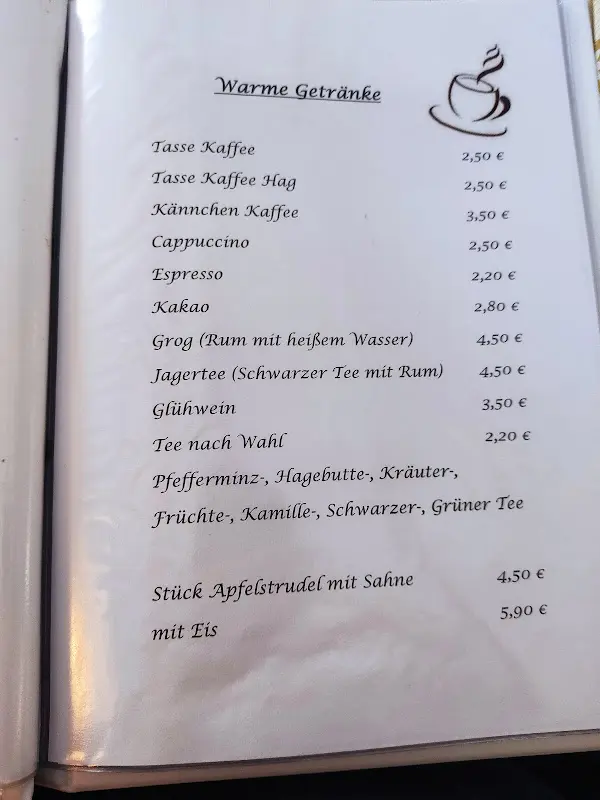 Warme Getränke
Tasse Kaffee 2,50 €
Tasse Kaffee Hag 2,50 €
Kännchen Kaffee 3,50 €
Cappuccino 2,50 €
Espresso 2,20 €
Kakao 2,80 €
Grog (Rum mit heißem Wasser) 4,50 €
Jagertee (Schwarzer Tee mit Rum) 4,50 €
Glühwein 3,50 €
Tee nach Wahl 2,20 €
Pfefferminz-, Hagebutte-, Kräuter-,
Früchte-, Kamille-, Schwarzer-, Grüner Tee
Stück Apfelstrudel mit Sahne 4,50 €
mit Eis 5,90 €